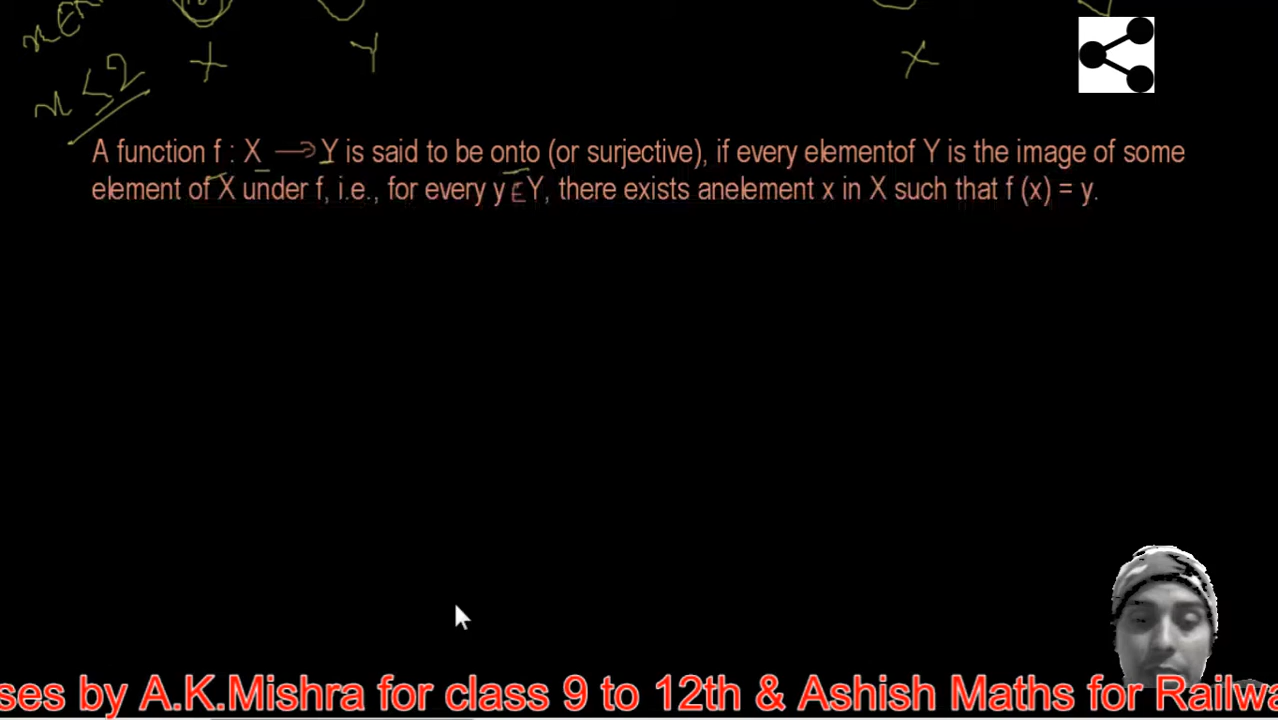 X Y X
x ≤ 2
A function f : X → Y is said to be onto (or surjective), if every elementof Y is the image of some
element of X under f, i.e., for every y E Y, there exists anelement x in X such that f (x) = y.
ses by A.K.Mishra for class 9 to 12th & Ashish Maths for Railwa